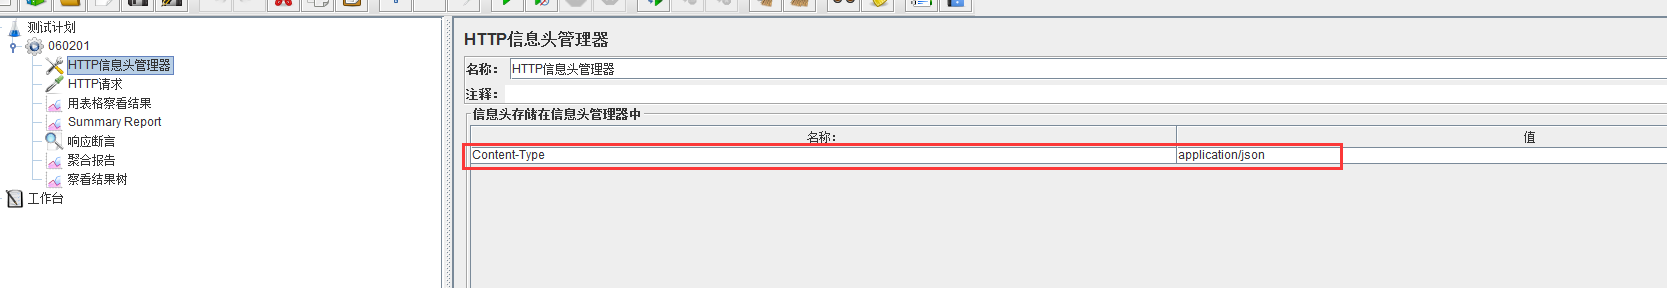 测试计划
060201
HTTP信息头管理器
HTTP请求
用表格察看结果
Summary Report
响应断言
聚合报告
察看结果树
工作台
HTTP信息头管理器
名称: HTTP信息头管理器
注释:
信息头存储在信息头管理器中
名称: 值
Content-Type application/json